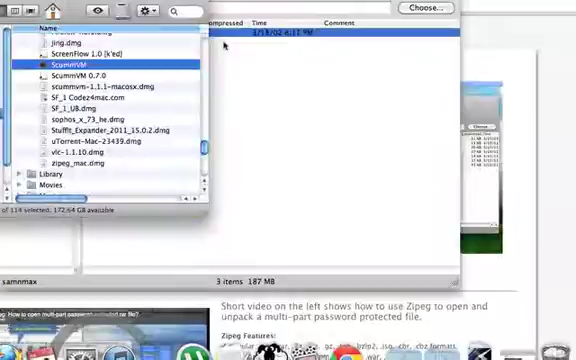 Choose...
Name
ompressed Time Comment
jing.dmg
ScreenFlow 1.0 [k'ed]
ScummVM
ScummVM 0.7.0
scummvm-1.1.1-macosx.dmg
SF_1 Codez4mac.com
SF_1_UB.dmg
sophos_x_73_he.dmg
Stuffit_Expander_2011_15.0.2.dmg
uTorrent-Mac-23439.dmg
vlc-1.1.10.dmg
zipeg_mac.dmg
Library
Movies
of 114 selected, 172.64 GB available
samnmax
3 items 187 MB
Short video on the left shows how to use Zipeg to open and
unpack a multi-part password protected file.
Zipeg Features: